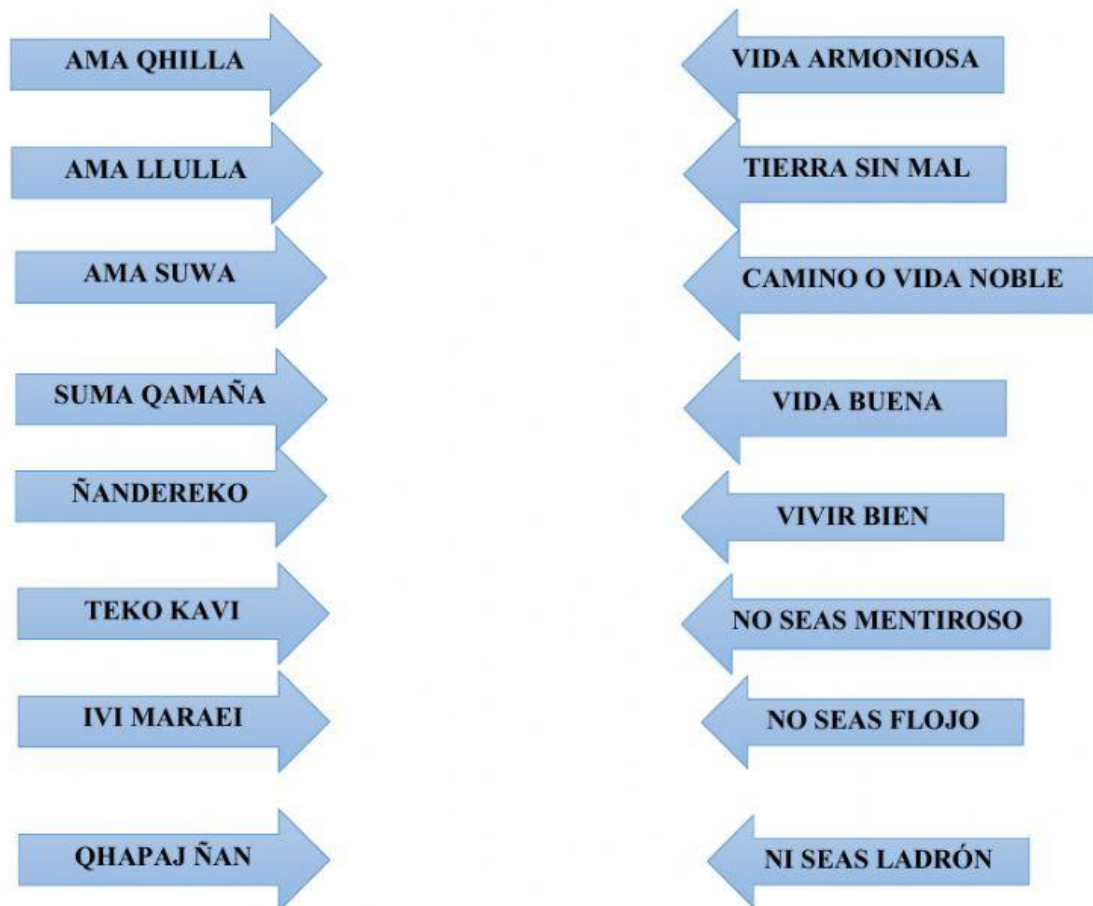 AMA QHILLA
VIDA ARMONIOSA
AMA LLULLA
TIERRA SIN MAL
AMA SUWA
CAMINO O VIDA NOBLE
SUMA QAMAÑA
VIDA BUENA
ÑANDEREKO
VIVIR BIEN
TEKO KAVI
NO SEAS MENTIROSO
IVI MARAEI
NO SEAS FLOJO
QHAPAJ ÑAN
NI SEAS LADRÓN